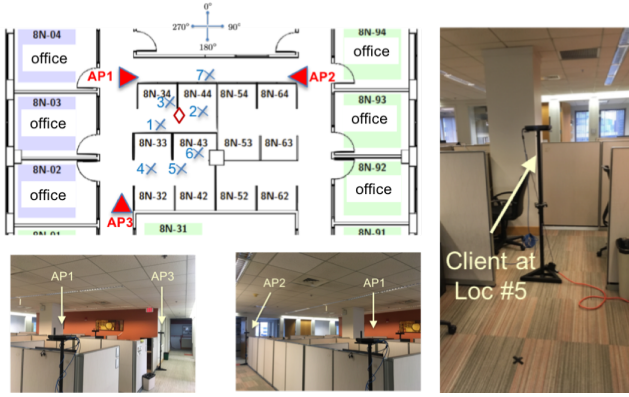 0°
270° 90°
180°
8N-04
office
8N-94
office
AP1
7
AP2
8N-34 8N-44 8N-54 8N-64
3
2
1
8N-03
office
8N-93
office
8N-33 8N-43 8N-53 8N-63
6
4 5
8N-02
office
8N-92
office
8N-32 8N-42 8N-52 8N-62
AP3
8N-31
8N-01
8N-91
AP1 AP3
AP2 AP1
Client at
Loc #5